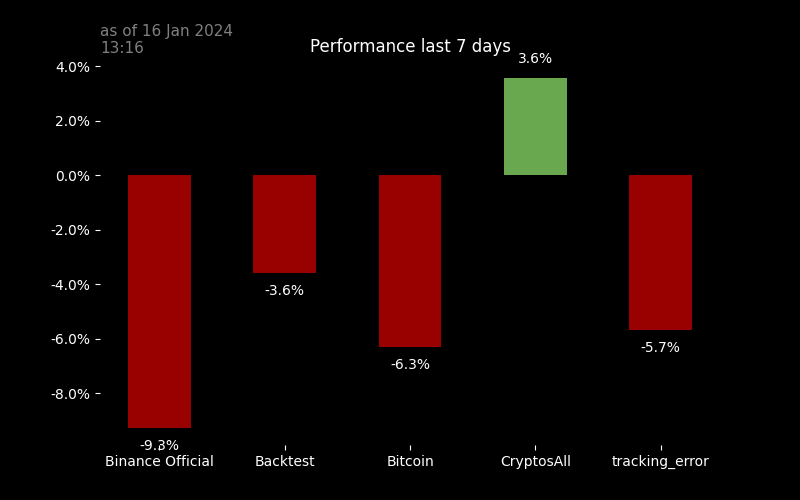 as of 16 Jan 2024
13:16
Performance last 7 days
4.0%
2.0%
0.0%
-2.0%
-4.0%
-6.0%
-8.0%
3.6%
-3.6%
-6.3%
-5.7%
-9.3%
Binance Official
Backtest
Bitcoin
CryptosAll
tracking_error